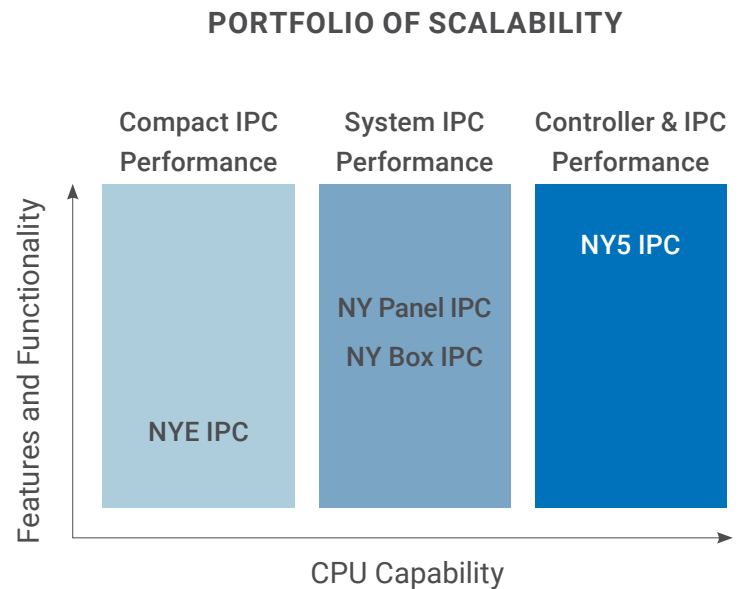 PORTFOLIO OF SCALABILITY
Compact IPC
Performance
System IPC
Performance
Controller & IPC
Performance
Features and Functionality
NYE IPC
NY Panel IPC
NY Box IPC
NY5 IPC
CPU Capability